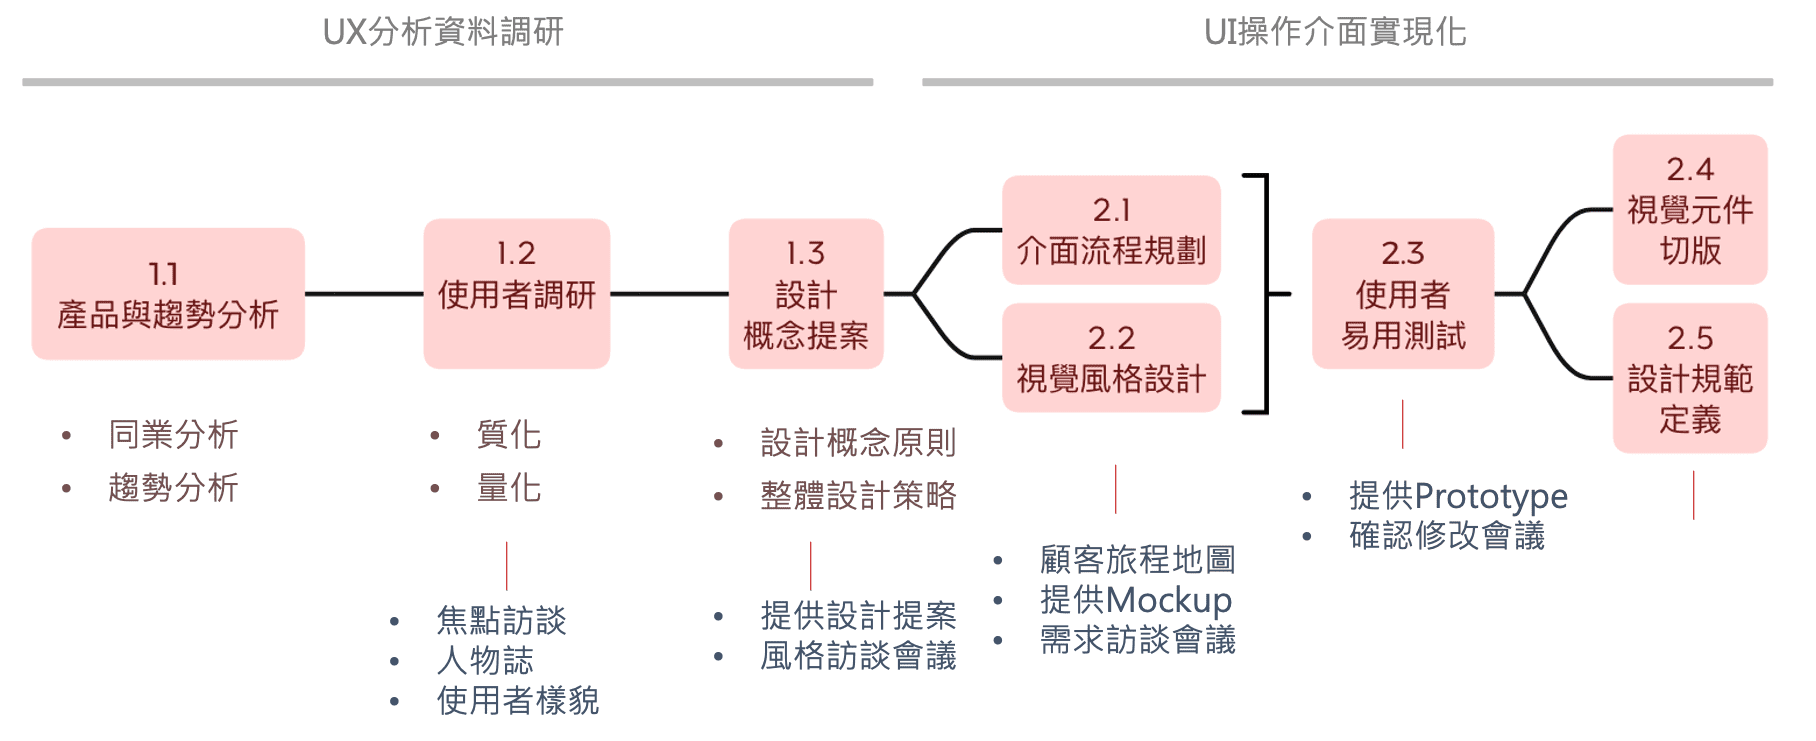 UX分析資料調研
UI操作介面實現化
1.1
產品與趨勢分析
1.2
使用者調研
1.3
設計
概念提案
2.1
介面流程規劃
2.2
視覺風格設計
2.3
使用者
易用測試
2.4
視覺元件
切版
2.5
設計規範
定義
• 同業分析
• 趨勢分析
• 質化
• 量化
• 焦點訪談
• 人物誌
• 使用者樣貌
• 設計概念原則
• 整體設計策略
• 提供設計提案
• 風格訪談會議
• 顧客旅程地圖
• 提供Mockup
• 需求訪談會議
• 提供Prototype
• 確認修改會議